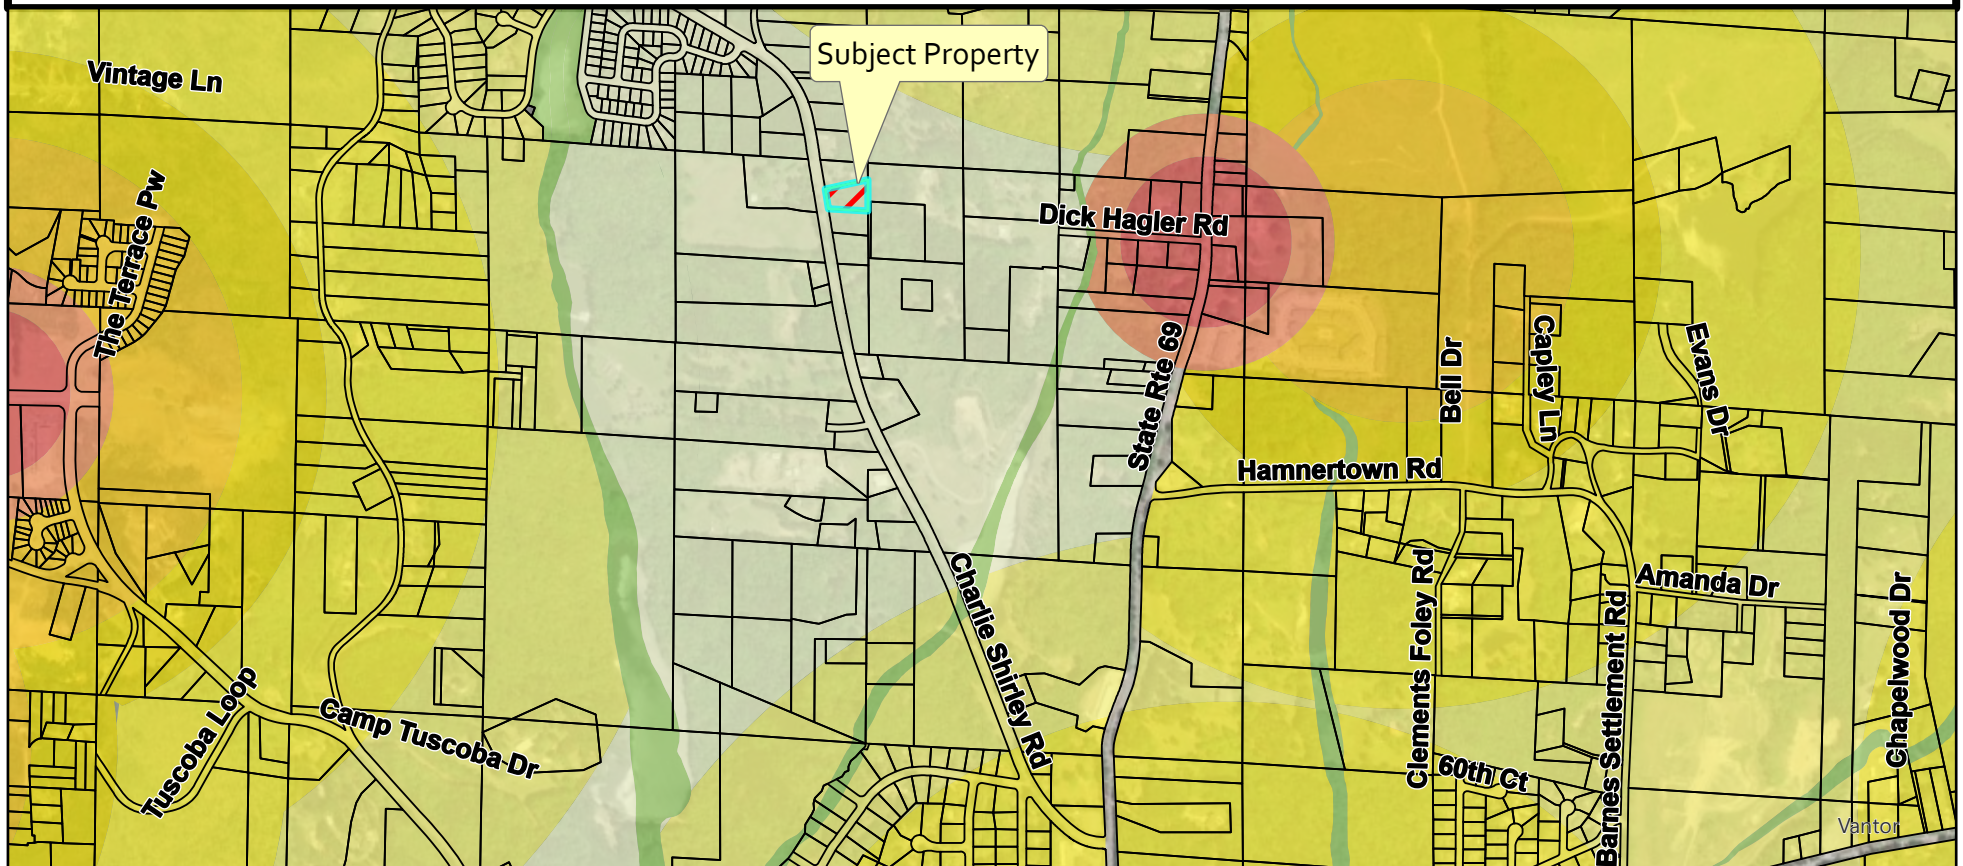 Subject Property
Vintage Ln
The Terrace Pw
Dick Hagler Rd
State Rte 69
Bell Dr
Capley Ln
Evans Dr
Hamnertown Rd
Charlie Shirley Rd
Clements Foley Rd
Amanda Dr
Barnes Settlement Rd
Chapelwood Dr
Tuscoba Loop
Camp Tuscoba Dr
60th Ct
Vantor